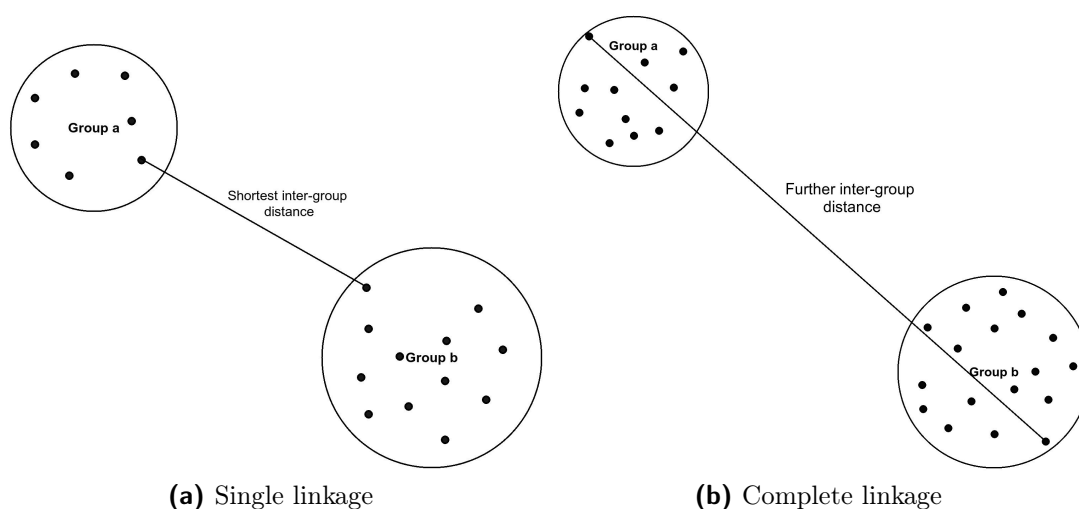 Group a
Shortest inter-group
distance
Group b
(a) Single linkage
Group a
Further inter-group
distance
Group b
(b) Complete linkage